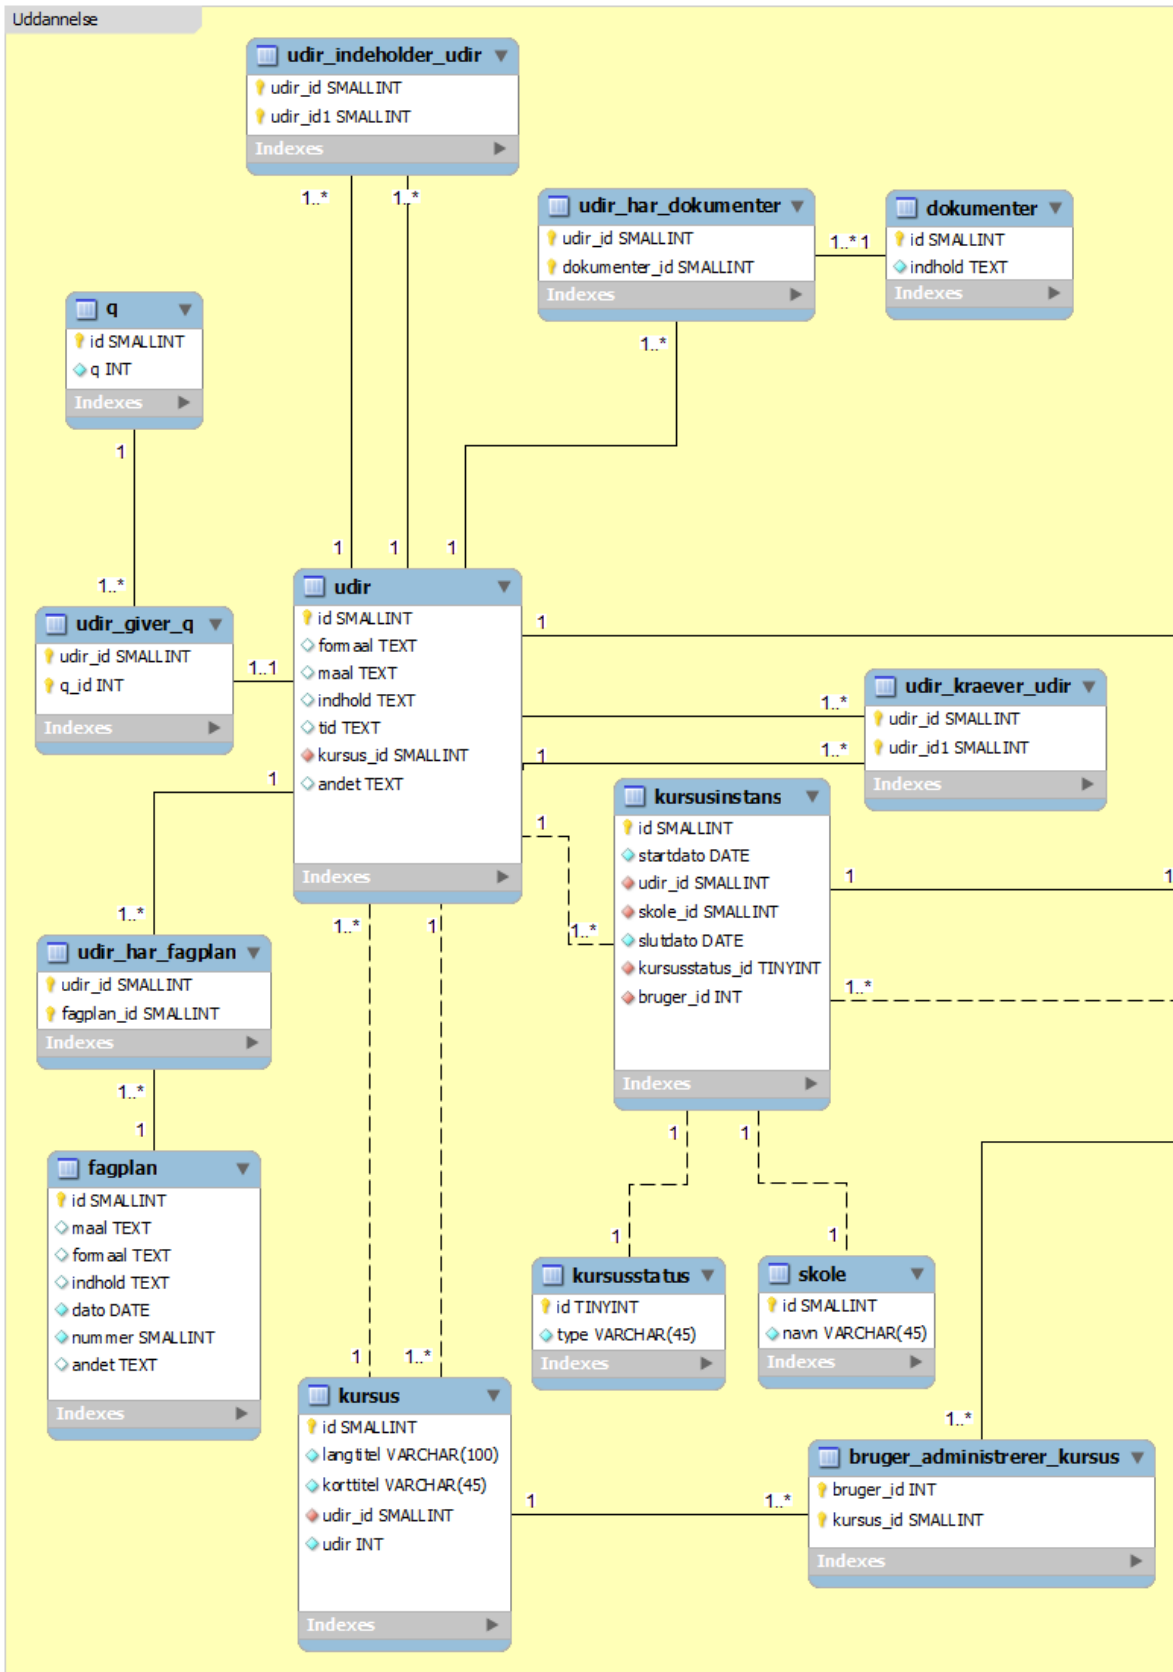 Uddannelse
udir_indeholder_udir
udir_id SMALLINT
udir_id1 SMALLINT
Indexes
1..*
1..*
udir_har_dokumenter
udir_id SMALLINT
dokumenter_id SMALLINT
Indexes
1..* 1
dokumenter
id SMALLINT
indhold TEXT
Indexes
1..*
q
id SMALLINT
q INT
Indexes
1
1..*
1
1
1
udir_giver_q
udir_id SMALLINT
q_id INT
Indexes
1..1
udir
id SMALLINT
formaal TEXT
maal TEXT
indhold TEXT
tid TEXT
kursus_id SMALLINT
andet TEXT
Indexes
1
1..*
udir_kraever_udir
udir_id SMALLINT
udir_id1 SMALLINT
Indexes
1
1..*
1
1
1..*
kursusinstans
id SMALLINT
startdato DATE
udir_id SMALLINT
skole_id SMALLINT
slutdato DATE
kursusstatus_id TINYINT
bruger_id INT
Indexes
1
1
1..*
1..*
1..*
1
udir_har_fagplan
udir_id SMALLINT
fagplan_id SMALLINT
Indexes
1..*
1
fagplan
id SMALLINT
maal TEXT
formaal TEXT
indhold TEXT
dato DATE
nummer SMALLINT
andet TEXT
Indexes
1
1
1
1
kursusstatus
id TINYINT
type VARCHAR(45)
Indexes
skole
id SMALLINT
navn VARCHAR(45)
Indexes
1
1..*
kursus
id SMALLINT
langtitel VARCHAR(100)
korttitel VARCHAR(45)
udir_id SMALLINT
udir INT
Indexes
1
1..*
1..*
bruger_administrerer_kursus
bruger_id INT
kursus_id SMALLINT
Indexes